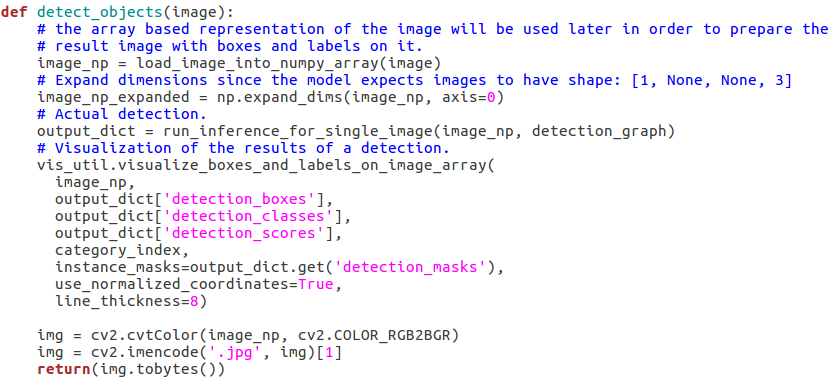 def detect_objects(image):
    # the array based representation of the image will be used later in order to prepare the
    # result image with boxes and labels on it.
    image_np = load_image_into_numpy_array(image)
    # Expand dimensions since the model expects images to have shape: [1, None, None, 3]
    image_np_expanded = np.expand_dims(image_np, axis=0)
    # Actual detection.
    output_dict = run_inference_for_single_image(image_np, detection_graph)
    # Visualization of the results of a detection.
    vis_util.visualize_boxes_and_labels_on_image_array(
      image_np,
      output_dict['detection_boxes'],
      output_dict['detection_classes'],
      output_dict['detection_scores'],
      category_index,
      instance_masks=output_dict.get('detection_masks'),
      use_normalized_coordinates=True,
      line_thickness=8)

    img = cv2.cvtColor(image_np, cv2.COLOR_RGB2BGR)
    img = cv2.imencode('.jpg', img)[1]
    return(img.tobytes())